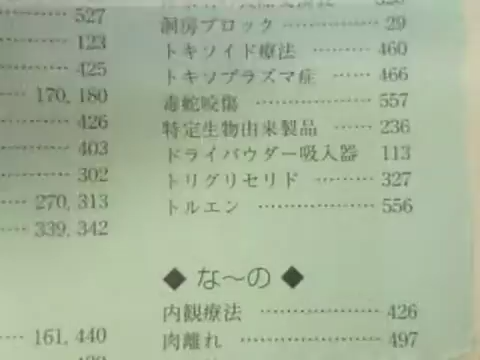 527
123
425
170, 180
426
403
302
270, 313
339, 342
161, 440
洞房ブロック 29
トキソイド療法 460
トキソプラズマ症 466
毒蛇咬傷 557
特定生物由来製品 236
ドライパウダー吸入器 113
トリグリセリド 327
トルエン 556
◆ な〜の ◆
内観療法 426
肉離れ 497